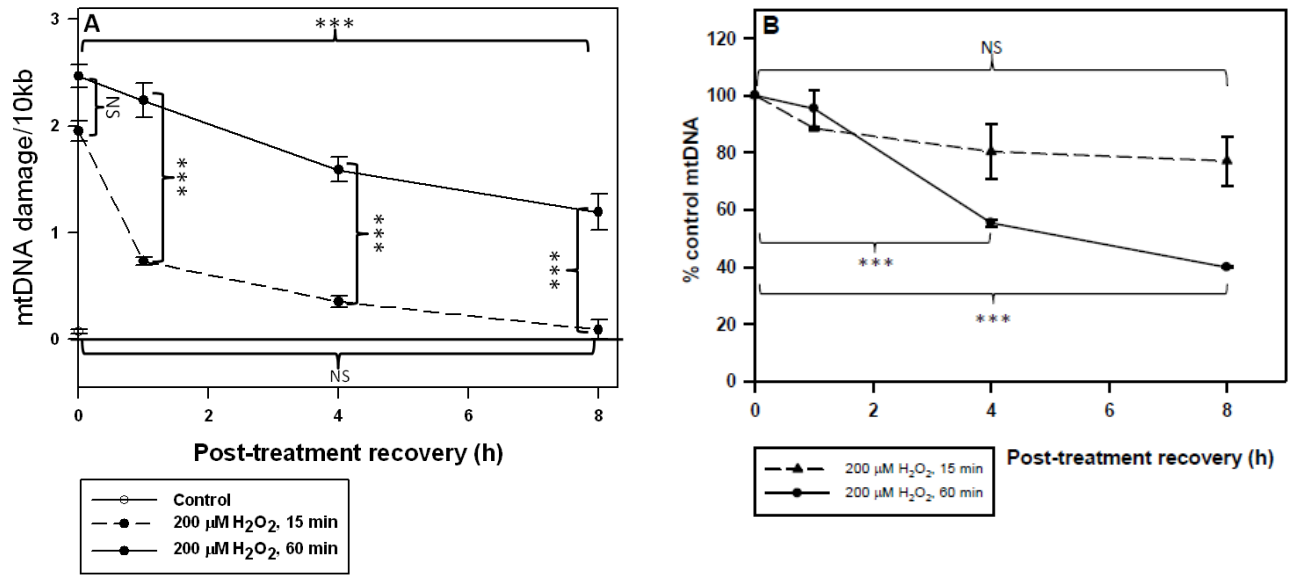 A
mtDNA damage/10kb
3
2
1
0
***
NS
***
***
***
NS
0 2 4 6 8
Post-treatment recovery (h)
Control
200 μM H₂O₂, 15 min
200 μM H₂O₂, 60 min
B
% control mtDNA
120
100
80
60
40
20
0
NS
***
***
0 2 4 6 8
Post-treatment recovery (h)
200 μM H₂O₂, 15 min
200 μM H₂O₂, 60 min